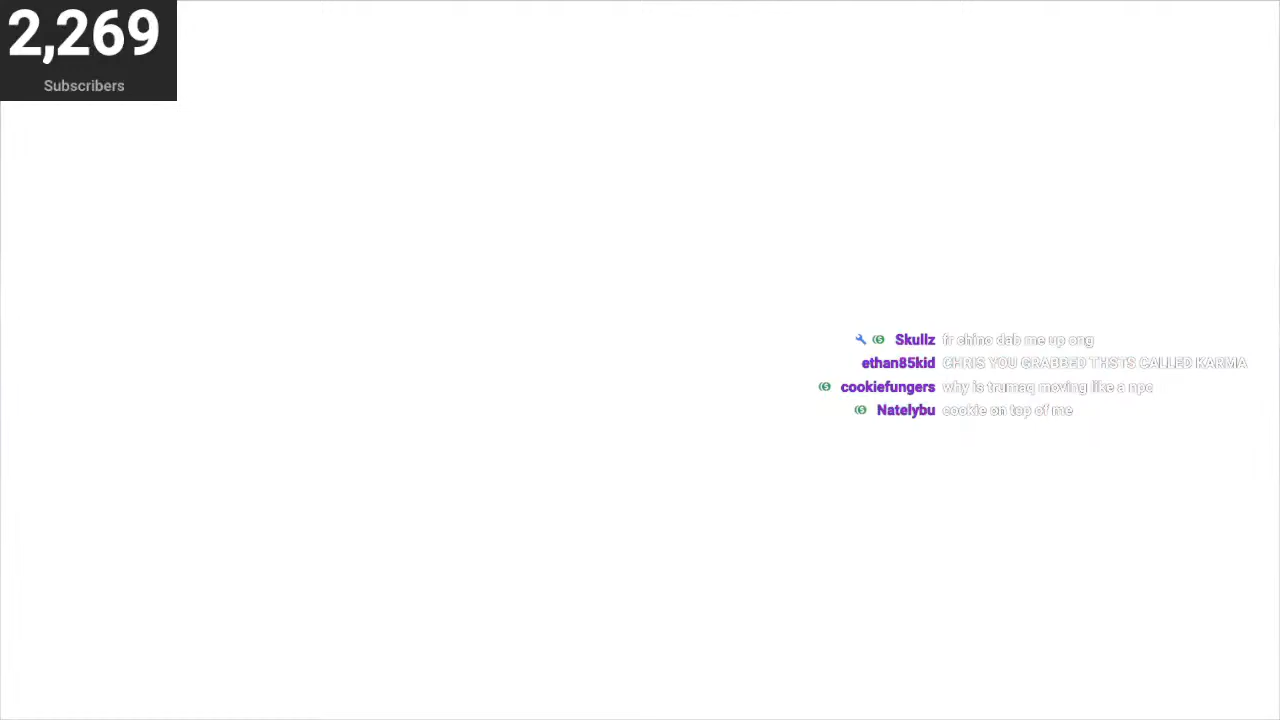 2,269
Subscribers
Skullz fr chino dab me up ong
ethan85kid CHRIS YOU GRABBED THSTS CALLED KARMA
cookiefungers why is trumaq moving like a npc
Natelybu cookie on top of me